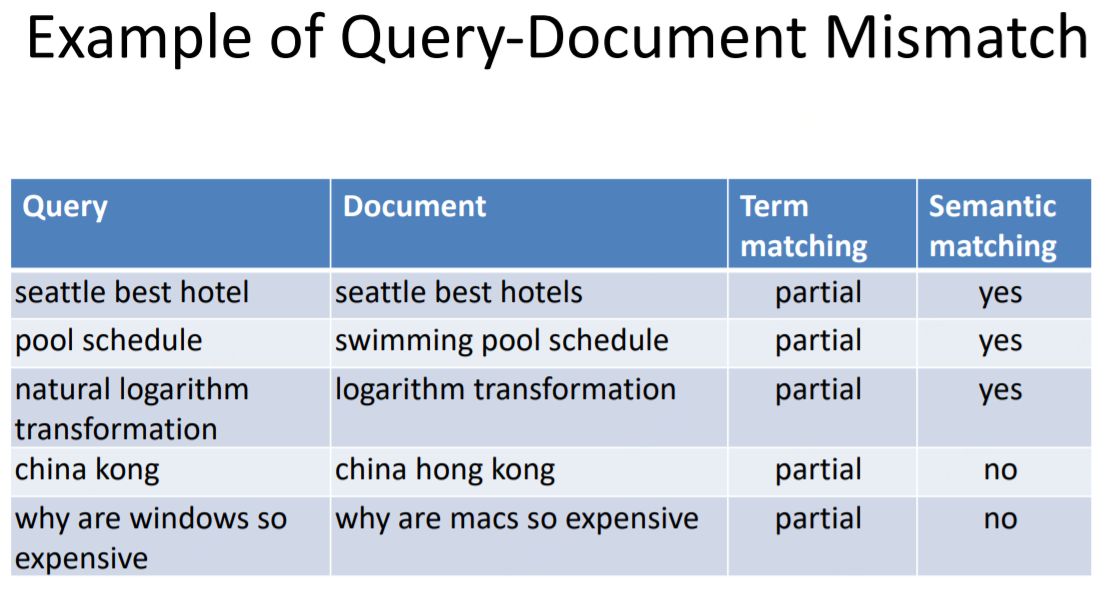 Example of Query-Document Mismatch
Query Document Term matching Semantic matching
seattle best hotel seattle best hotels partial yes
pool schedule swimming pool schedule partial yes
natural logarithm transformation logarithm transformation partial yes
china kong china hong kong partial no
why are windows so expensive why are macs so expensive partial no